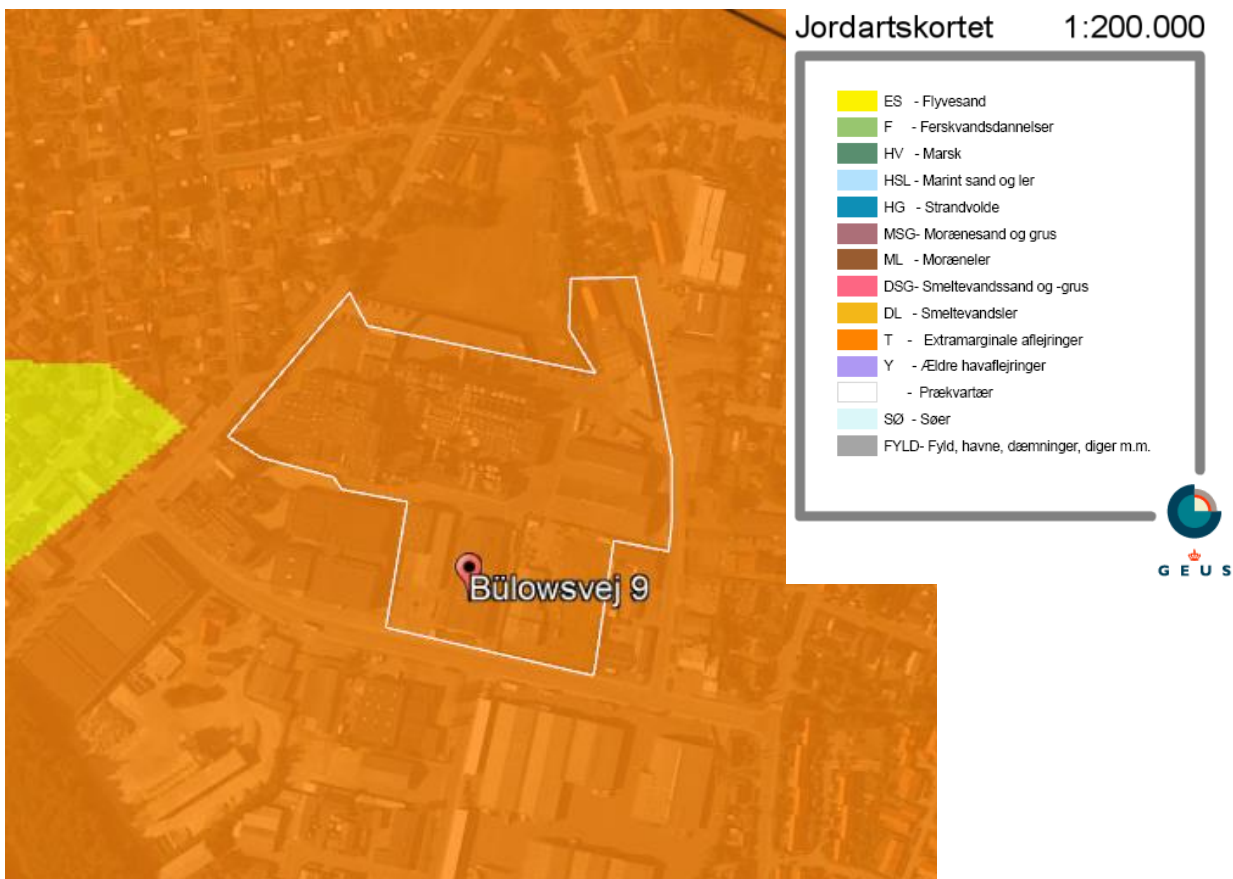 Jordartskortet 1:200.000
ES - Flyvesand
F - Ferskvandsdannelser
HV - Marsk
HSL - Marint sand og ler
HG - Strandvolde
MSG- Morænesand og grus
ML - Moræneler
DSG- Smeltevandssand og -grus
DL - Smeltevandsler
T - Extramarginale aflejringer
Y - Ældre havaflejringer
- Prækvartær
SØ - Søer
FYLD- Fyld, havne, dæmninger, diger m.m.
GEUS
Bülowsvej 9